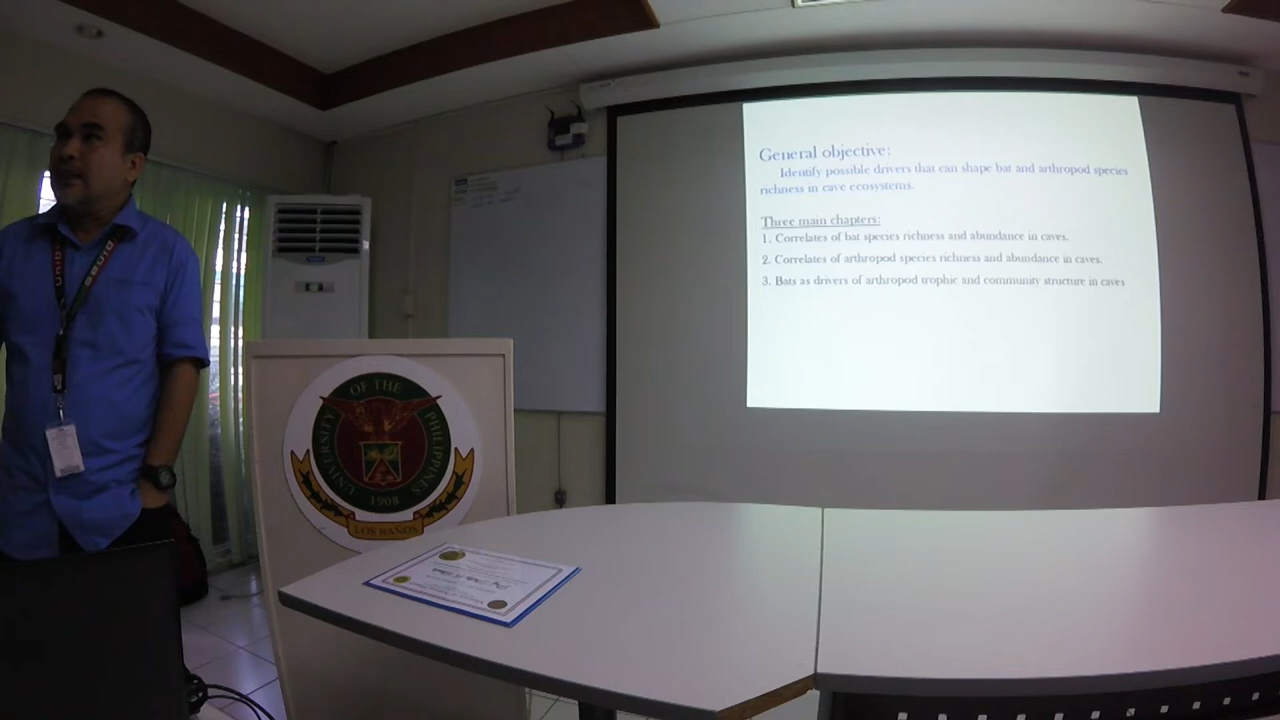 General objective:
Identify possible drivers that can shape bat and arthropod species
richness in cave ecosystems.
Three main chapters:
1. Correlates of bat species richness and abundance in caves.
2. Correlates of arthropod species richness and abundance in caves.
3. Bats as drivers of arthropod trophic and community structure in caves
UNIVERSITY OF THE PHILIPPINES
1908
LOS BAÑOS